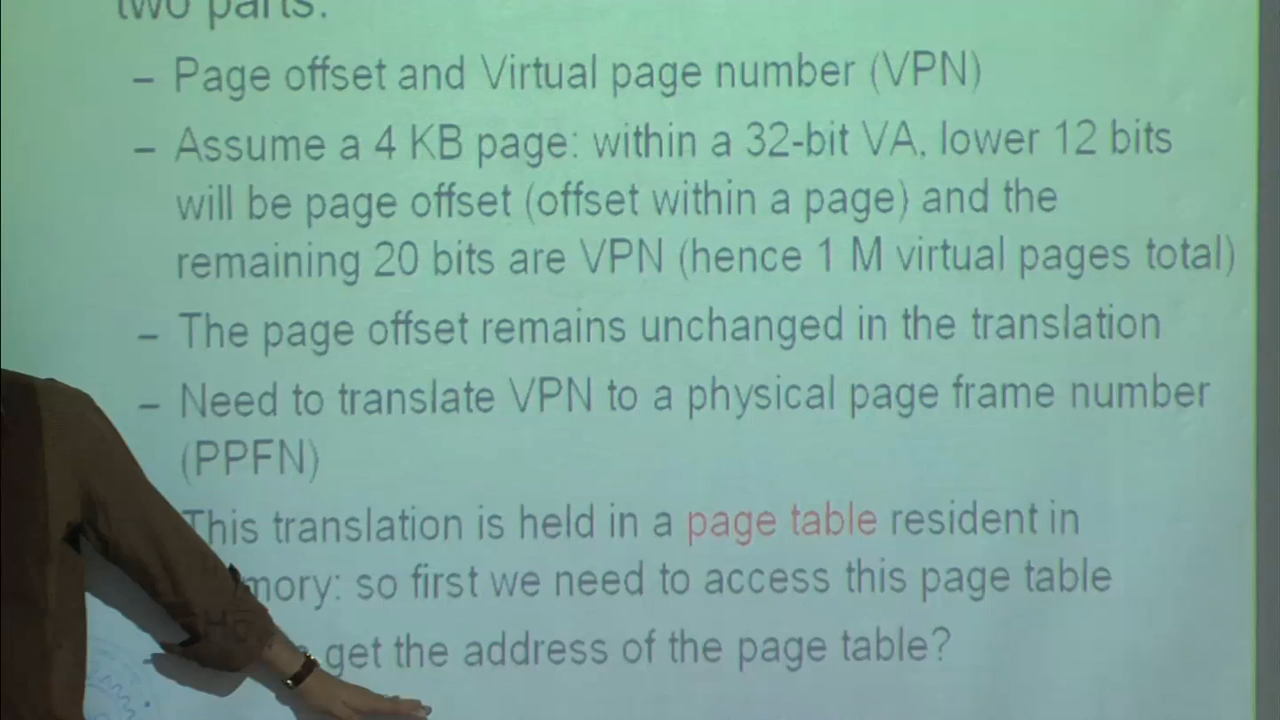 two parts:
– Page offset and Virtual page number (VPN)
– Assume a 4 KB page: within a 32-bit VA, lower 12 bits
will be page offset (offset within a page) and the
remaining 20 bits are VPN (hence 1 M virtual pages total)
– The page offset remains unchanged in the translation
– Need to translate VPN to a physical page frame number
(PPFN)
This translation is held in a page table resident in
mory: so first we need to access this page table
get the address of the page table?